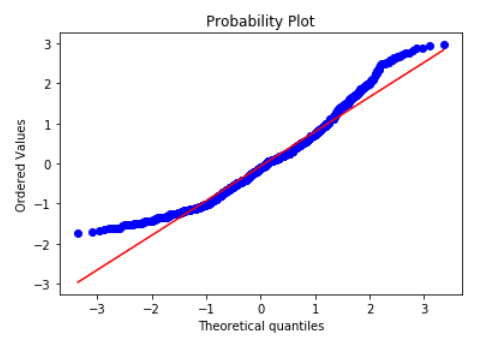 Probability Plot
3
2
1
0
−1
−2
−3
Ordered Values
−3 −2 −1 0 1 2 3
Theoretical quantiles